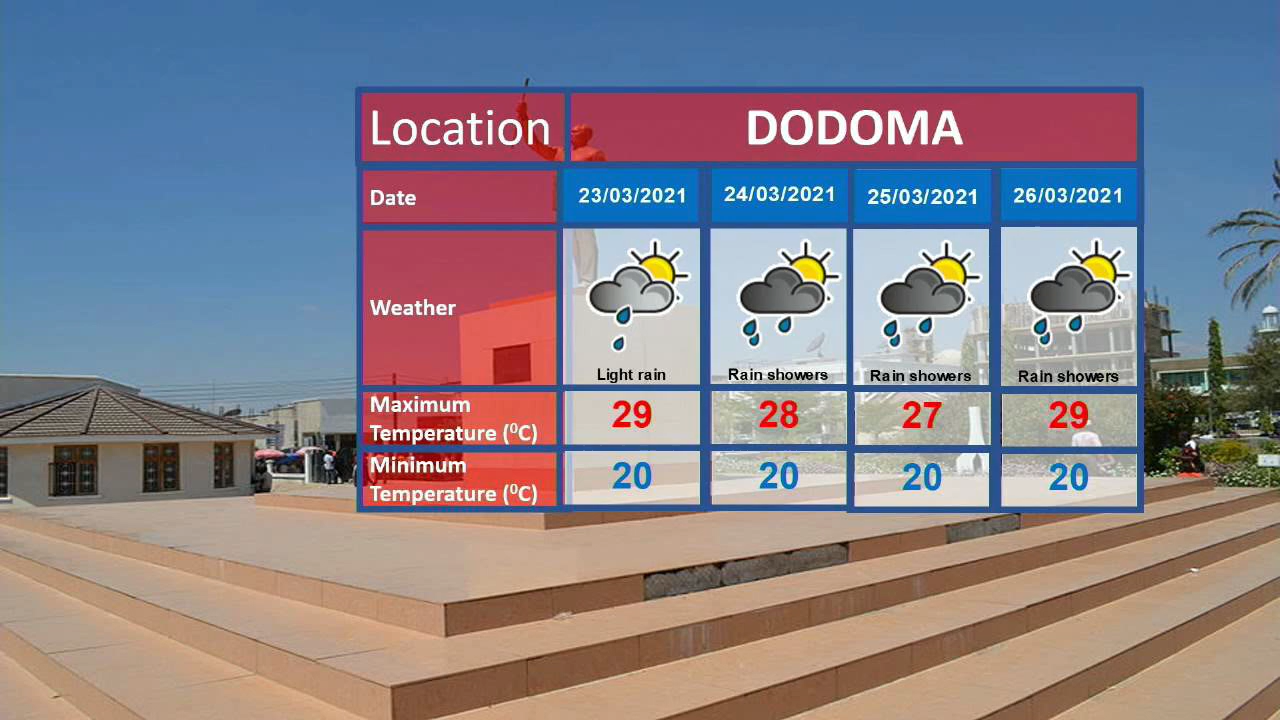 Location DODOMA
Date 23/03/2021 24/03/2021 25/03/2021 26/03/2021
Weather
Light rain Rain showers Rain showers Rain showers
Maximum
Temperature (⁰C) 29 28 27 29
Minimum
Temperature (⁰C) 20 20 20 20